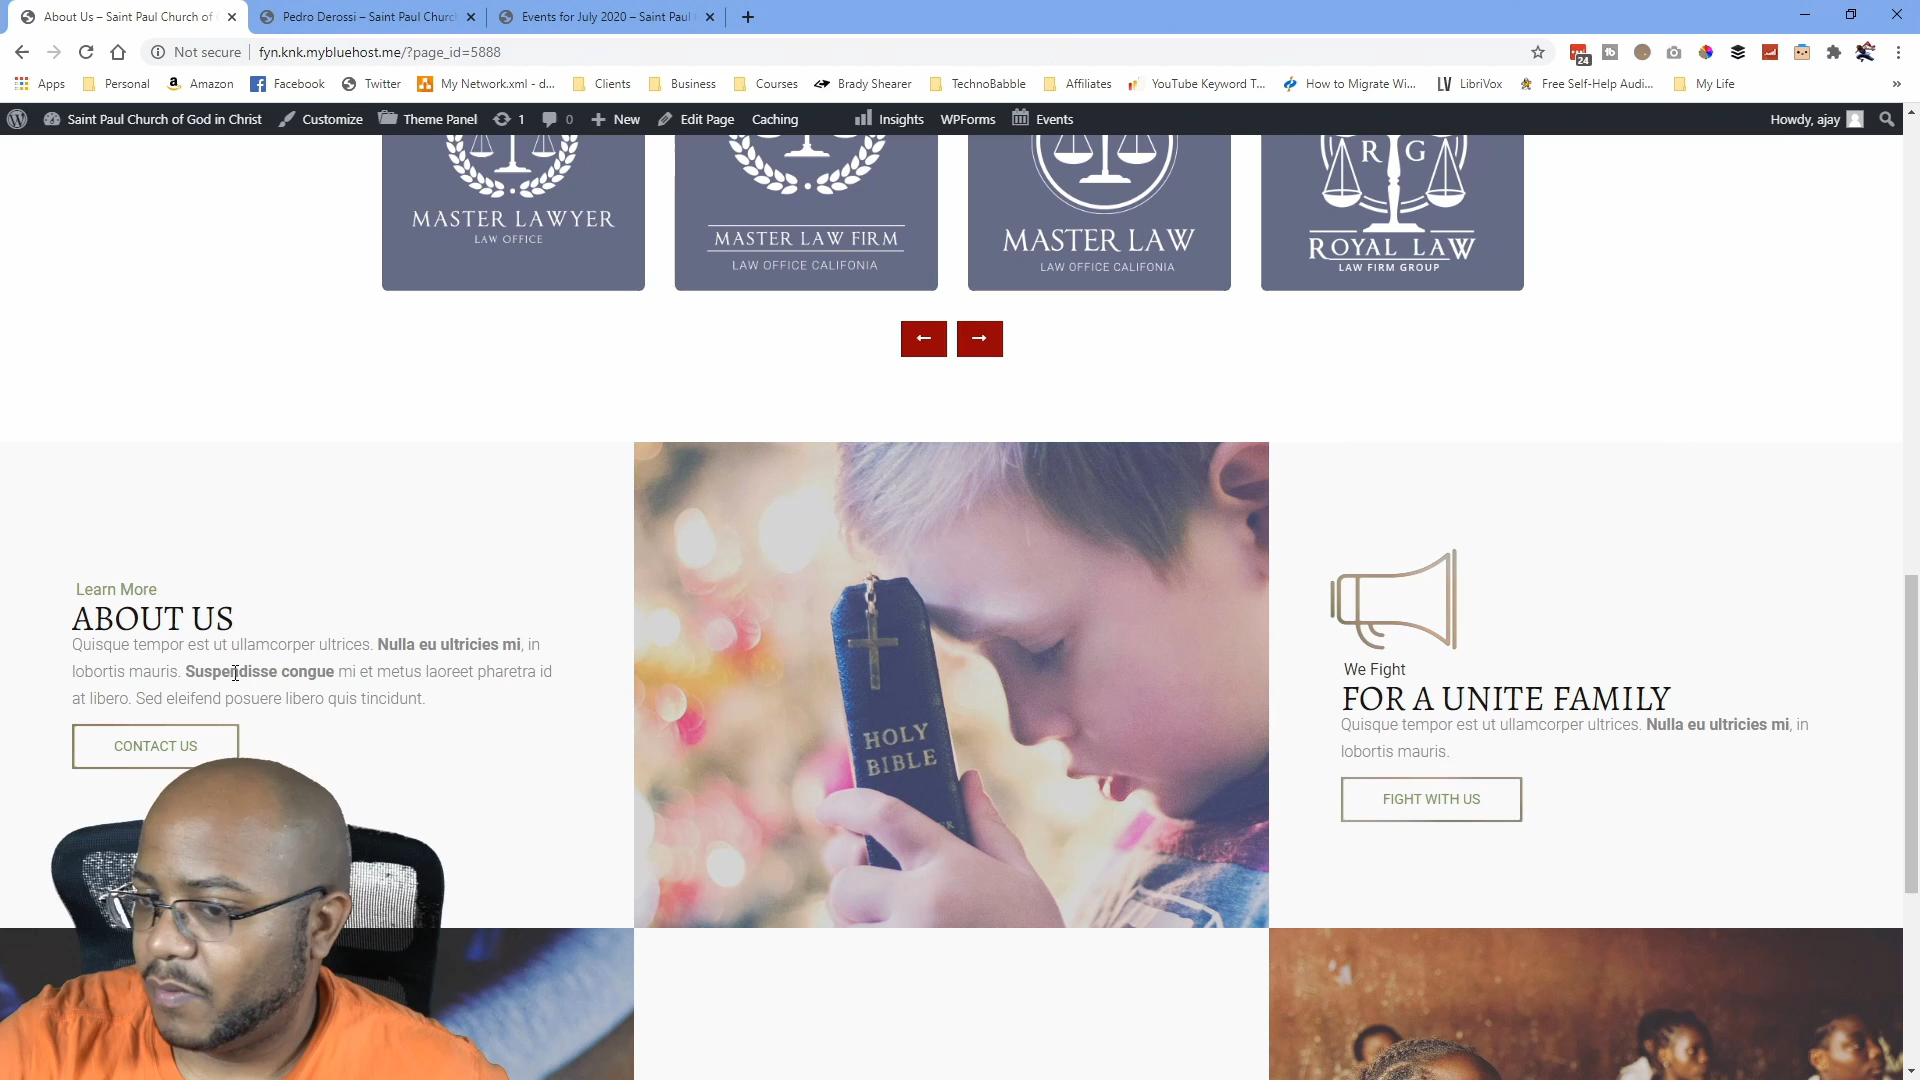 About Us – Saint Paul Church of
Pedro Derossi – Saint Paul Churc
Events for July 2020 – Saint Paul
Not secure
fyn.knk.mybluehost.me/?page_id=5888
24
Apps
Personal
Amazon
Facebook
Twitter
My Network.xml - d...
Clients
Business
Courses
Brady Shearer
TechnoBabble
Affiliates
YouTube Keyword T...
How to Migrate Wi...
LibriVox
Free Self-Help Audi...
My Life
»
Saint Paul Church of God in Christ
Customize
Theme Panel
1
0
New
Edit Page
Caching
Insights
WPForms
Events
Howdy, ajay
MASTER LAWYER
LAW OFFICE
MASTER LAW FIRM
LAW OFFICE CALIFONIA
MASTER LAW
LAW OFFICE CALIFONIA
R G
ROYAL LAW
LAW FIRM GROUP
Learn More
ABOUT US
Quisque tempor est ut ullamcorper ultrices. Nulla eu ultricies mi, in
lobortis mauris. Suspendisse congue mi et metus laoreet pharetra id
at libero. Sed eleifend posuere libero quis tincidunt.
CONTACT US
HOLY
BIBLE
We Fight
FOR A UNITE FAMILY
Quisque tempor est ut ullamcorper ultrices. Nulla eu ultricies mi, in
lobortis mauris.
FIGHT WITH US